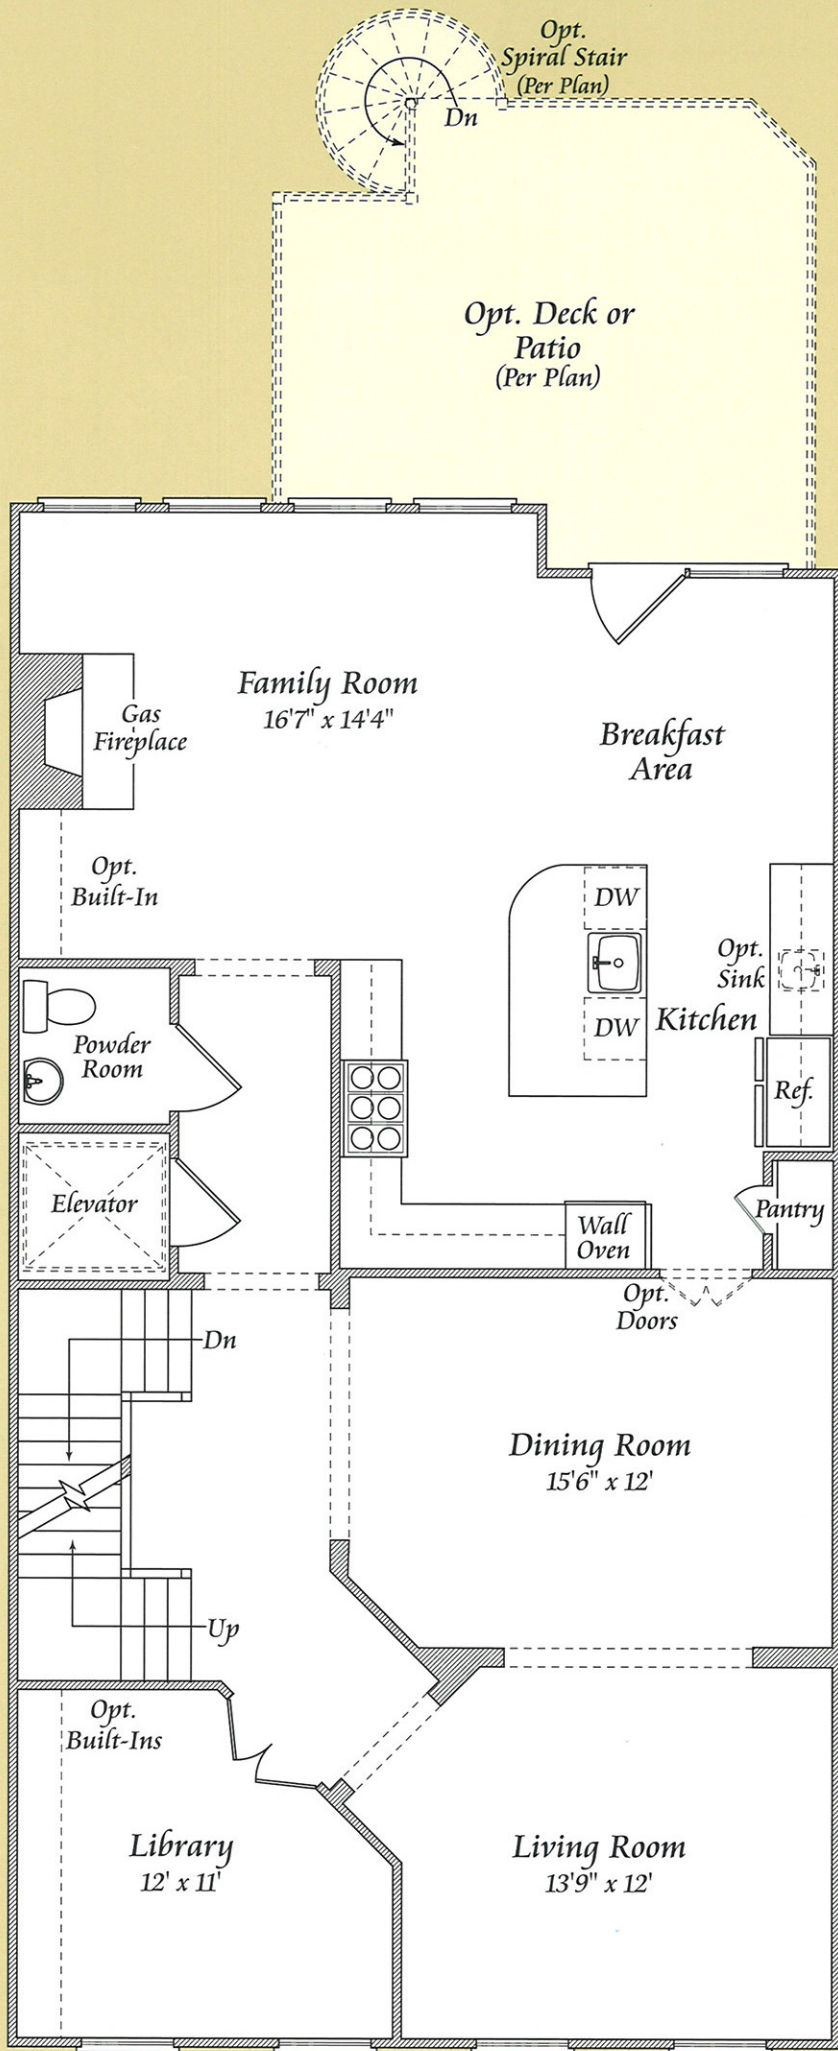 Opt.
Spiral Stair
(Per Plan)
Dn
Opt. Deck or
Patio
(Per Plan)
Family Room
16'7" x 14'4"
Gas
Fireplace
Breakfast
Area
Opt.
Built-In
DW
Opt.
Sink
DW
Kitchen
Powder
Room
Ref.
Elevator
Pantry
Wall
Oven
Opt.
Doors
Dn
Dining Room
15'6" x 12'
Up
Opt.
Built-Ins
Library
12' x 11'
Living Room
13'9" x 12'